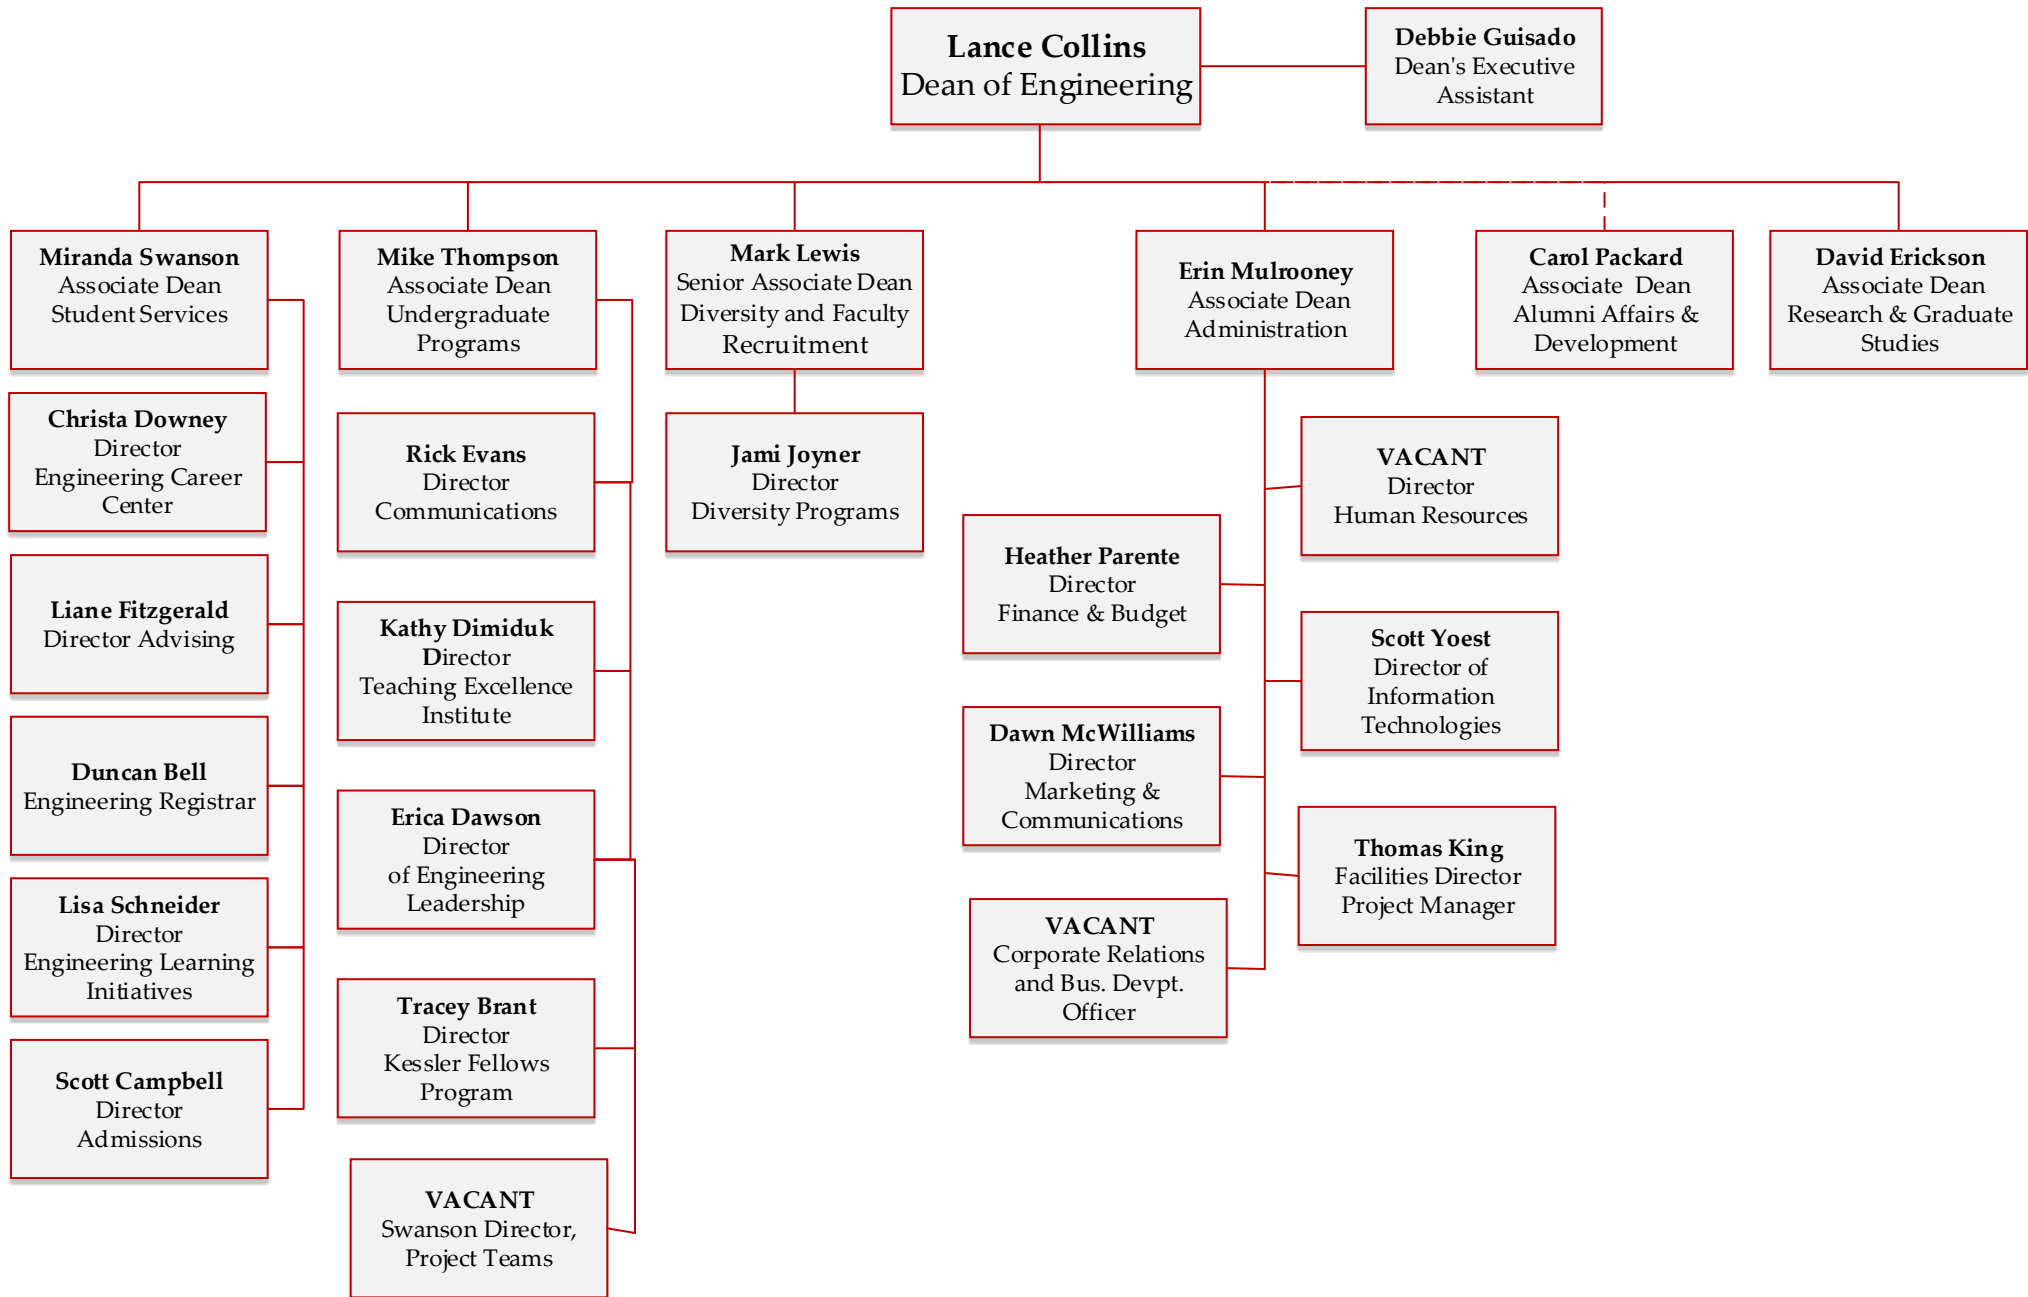 Lance Collins
Dean of Engineering
Debbie Guisado
Dean's Executive
Assistant
Miranda Swanson
Associate Dean
Student Services
Mike Thompson
Associate Dean
Undergraduate
Programs
Mark Lewis
Senior Associate Dean
Diversity and Faculty
Recruitment
Erin Mulrooney
Associate Dean
Administration
Carol Packard
Associate Dean
Alumni Affairs &
Development
David Erickson
Associate Dean
Research & Graduate
Studies
Christa Downey
Director
Engineering Career
Center
Liane Fitzgerald
Director Advising
Duncan Bell
Engineering Registrar
Lisa Schneider
Director
Engineering Learning
Initiatives
Scott Campbell
Director
Admissions
Rick Evans
Director
Communications
Kathy Dimiduk
Director
Teaching Excellence
Institute
Erica Dawson
Director
of Engineering
Leadership
Tracey Brant
Director
Kessler Fellows
Program
VACANT
Swanson Director,
Project Teams
Jami Joyner
Director
Diversity Programs
VACANT
Director
Human Resources
Heather Parente
Director
Finance & Budget
Scott Yoest
Director of
Information
Technologies
Dawn McWilliams
Director
Marketing &
Communications
Thomas King
Facilities Director
Project Manager
VACANT
Corporate Relations
and Bus. Devpt.
Officer